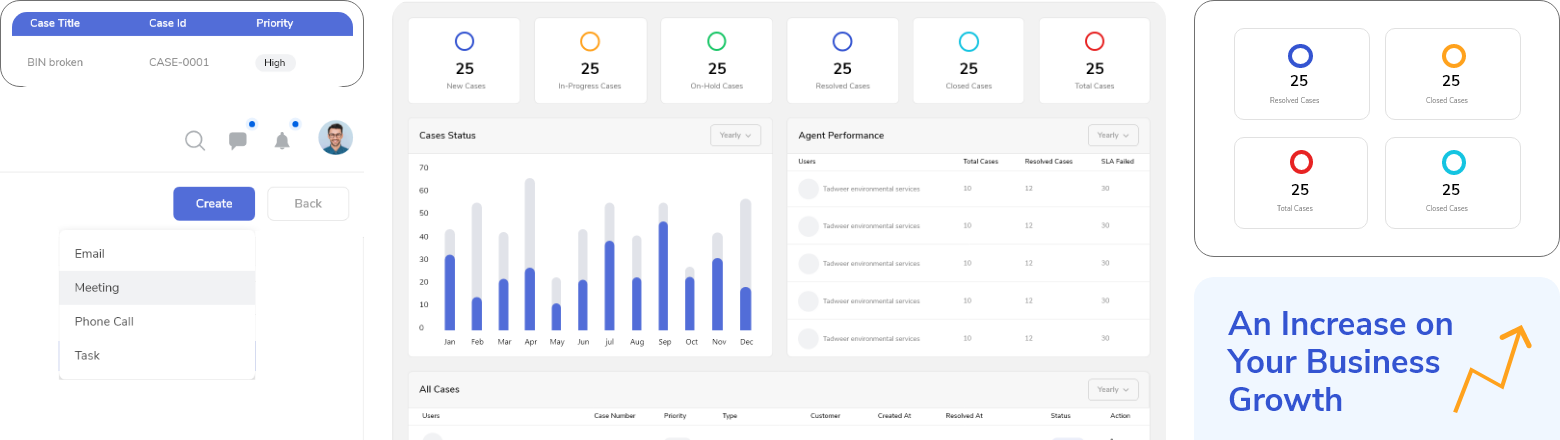 Case Title Case Id Priority
BIN broken CASE-0001 High
Create Back
Email
Meeting
Phone Call
Task
25 25 25 25 25 25
New Cases In-Progress Cases On-Hold Cases Resolved Cases Closed Cases Total Cases
Cases Status Yearly
70
60
50
40
30
20
10
0
Jan Feb Mar Apr May Jun jul Aug Sep Oct Nov Dec
Agent Performance Yearly
Users Total Cases Resolved Cases SLA Failed
Tadweer environmental services 10 12 30
Tadweer environmental services 10 12 30
Tadweer environmental services 10 12 30
Tadweer environmental services 10 12 30
Tadweer environmental services 10 12 30
All Cases Yearly
Users Case Number Priority Type Customer Created At Resolved At Status Action
25 25
Resolved Cases Closed Cases
25 25
Total Cases Closed Cases
An Increase on
Your Business
Growth